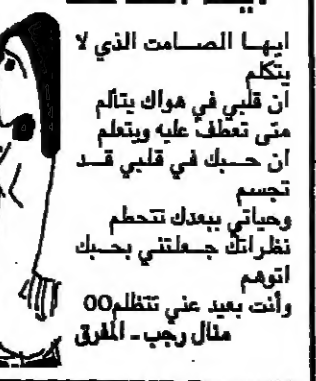 ايها الصامت الذي لا
يتكلم
ان قلبي في هواك يتألم
متى تعطف عليه ويتعلم
ان حبك في قلبي قد
تجسم
وحياتي ببعدك تتحطم
نظراتك جعلتني بحبك
اتوهم
وأنت بعيد عني تتظلم00
منال رجب ـ المفرق